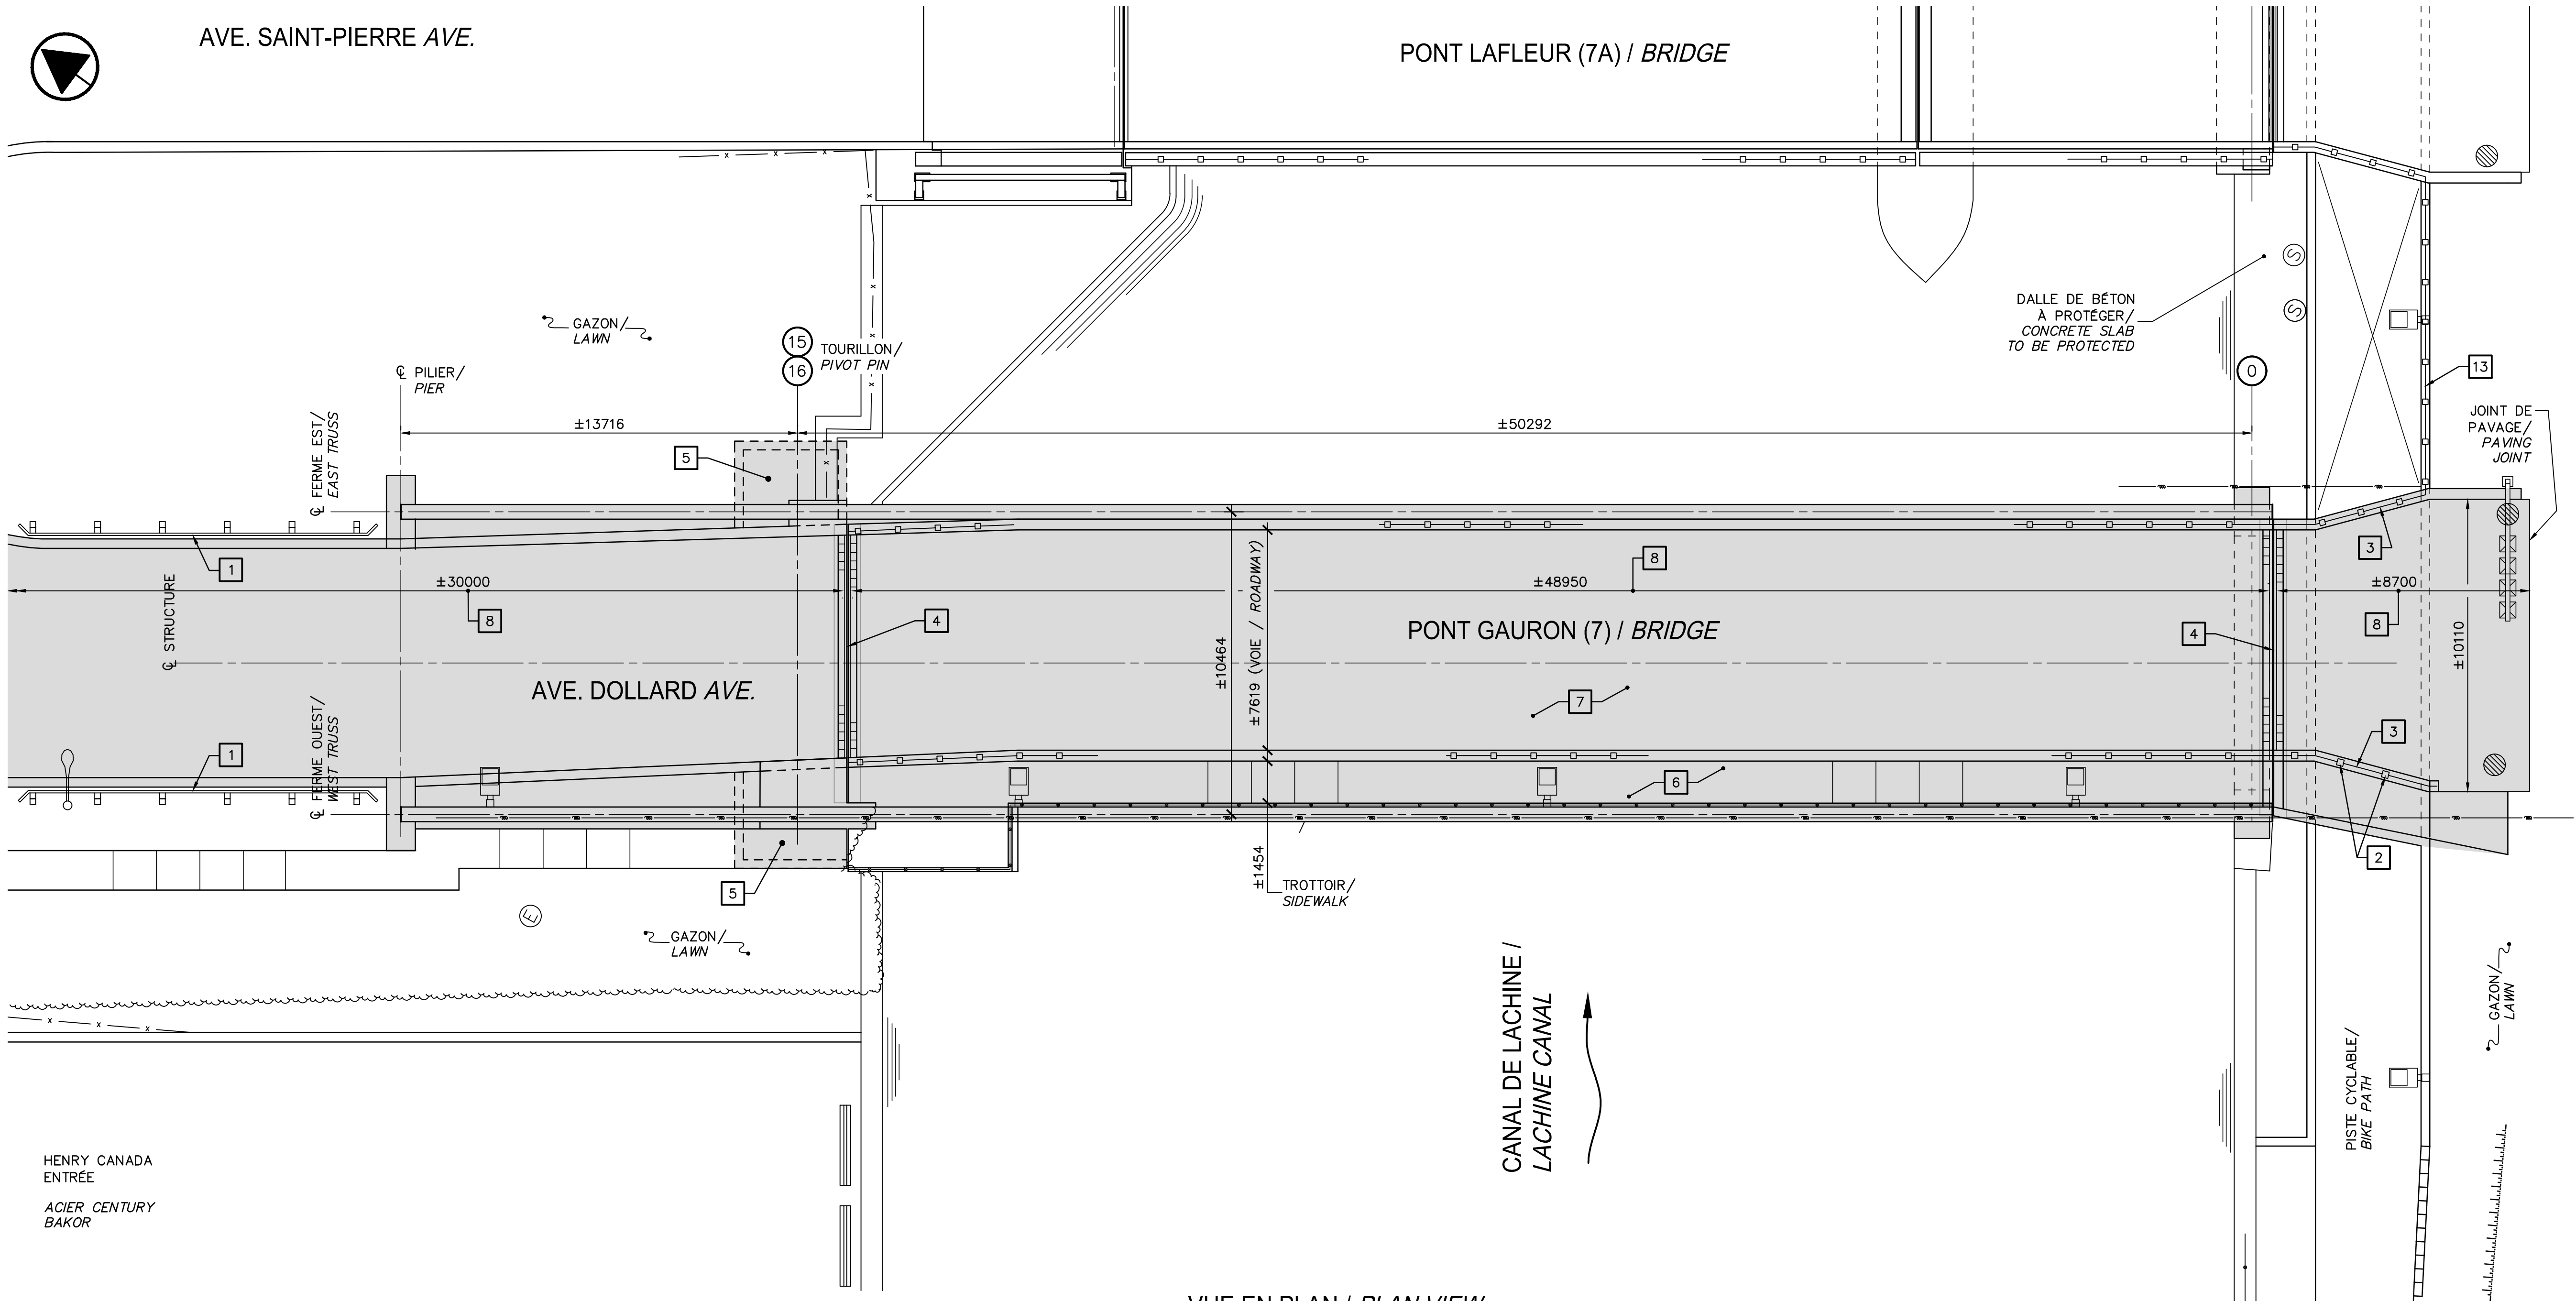 AVE. SAINT-PIERRE AVE.
PONT LAFLEUR (7A) / BRIDGE
GAZON/
LAWN
15
16
TOURILLON/
PIVOT PIN
℄ PILIER/
PIER
DALLE DE BÉTON
À PROTÉGER/
CONCRETE SLAB
TO BE PROTECTED
S
S
0
13
JOINT DE
PAVAGE/
PAVING
JOINT
℄ FERME EST/
EAST TRUSS
±13716
±50292
5
1
3
±30000
8
±48950
8
±8700
8
℄ STRUCTURE
4
PONT GAURON (7) / BRIDGE
4
±10464
±7619 (VOIE / ROADWAY)
±10110
AVE. DOLLARD AVE.
7
℄ FERME OUEST/
WEST TRUSS
1
6
3
2
5
±1454
TROTTOIR/
SIDEWALK
E
GAZON/
LAWN
CANAL DE LACHINE /
LACHINE CANAL
GAZON/
LAWN
PISTE CYCLABLE/
BIKE PATH
HENRY CANADA
ENTRÉE
ACIER CENTURY
BAKOR
VUE EN PLAN / PLAN VIEW
x
x
x
x
x
x
x
x
x
x